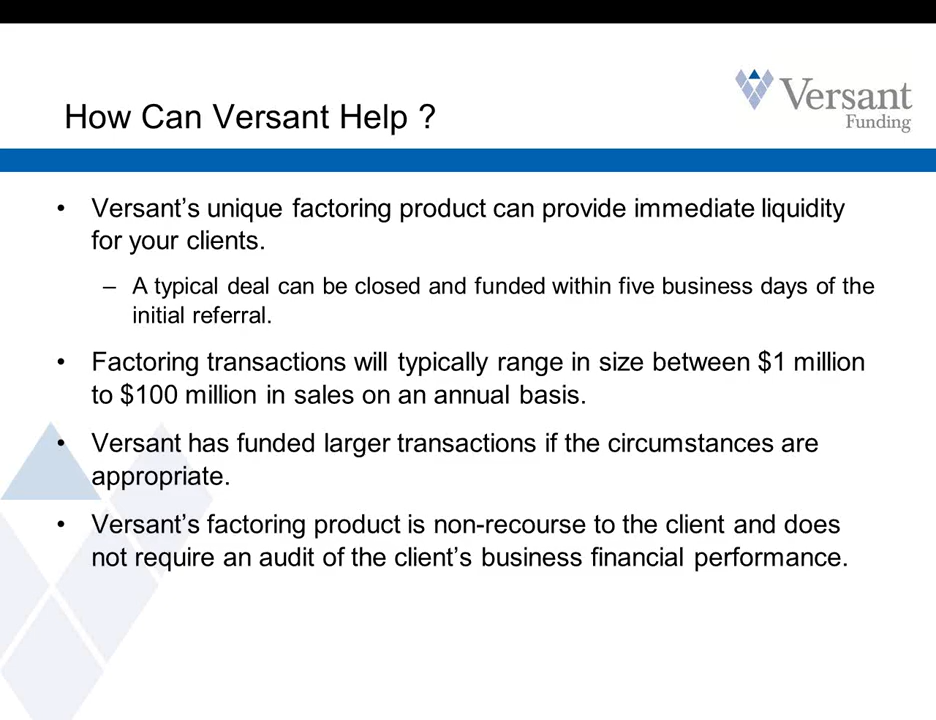 How Can Versant Help ?
Versant
Funding
• Versant’s unique factoring product can provide immediate liquidity
for your clients.
– A typical deal can be closed and funded within five business days of the
initial referral.
• Factoring transactions will typically range in size between $1 million
to $100 million in sales on an annual basis.
• Versant has funded larger transactions if the circumstances are
appropriate.
• Versant’s factoring product is non-recourse to the client and does
not require an audit of the client’s business financial performance.